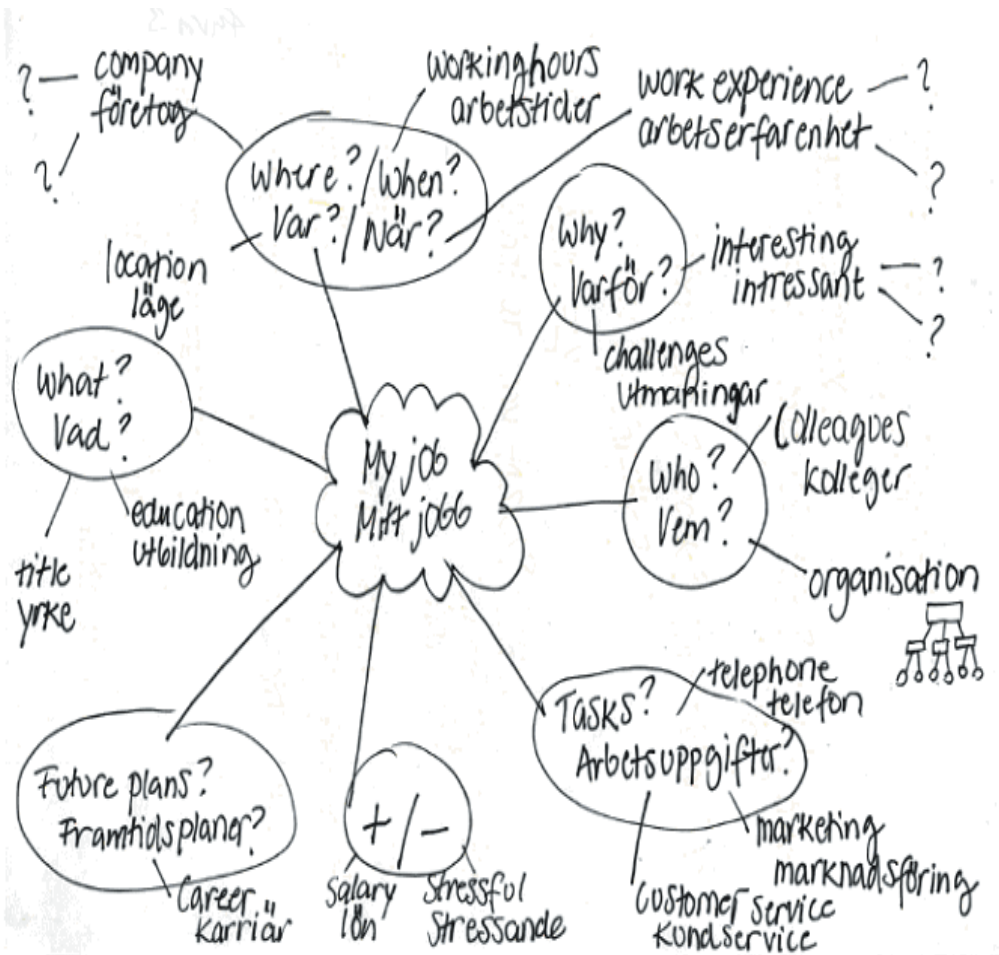 ? company
företag
?
working hours
arbetstider
work experience ?
arbetserfarenhet
?
Where? / When?
Var? / När?
location
läge
Why?
Varför?
interesting ?
intressant
?
challenges
utmaningar
What?
Vad?
education
utbildning
title
yrke
My job
Mitt jobb
Who?
Vem?
Colleagues
kolleger
organisation
Tasks?
Arbetsuppgifter?
telephone
telefon
marketing
marknadsföring
customer service
kundservice
Future plans?
Framtidsplaner?
Career
karriär
+ / -
Salary
lön
Stressful
Stressande